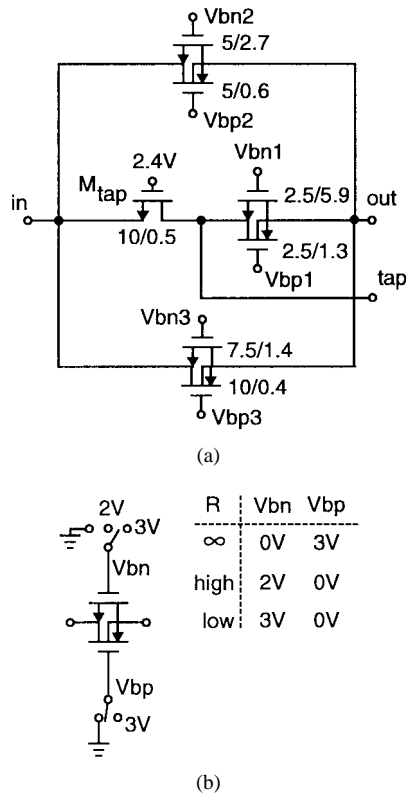 Vbn2
5/2.7
5/0.6
Vbp2
2.4V
Vbn1
Mtap
2.5/5.9
in
out
10/0.5
2.5/1.3
Vbp1
tap
Vbn3
7.5/1.4
10/0.4
Vbp3
(a)
2V
3V
Vbn
Vbp
3V
R Vbn Vbp
∞ 0V 3V
high 2V 0V
low 3V 0V
(b)